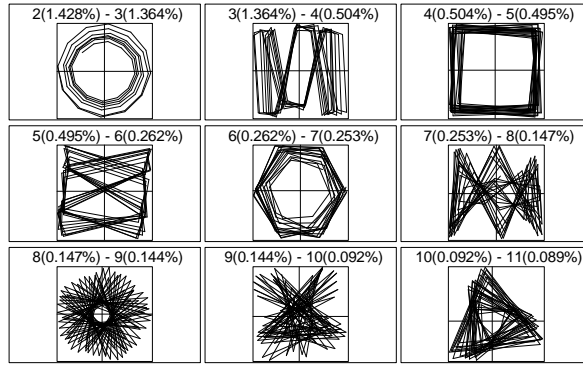 2(1.428%) - 3(1.364%)
3(1.364%) - 4(0.504%)
4(0.504%) - 5(0.495%)
5(0.495%) - 6(0.262%)
6(0.262%) - 7(0.253%)
7(0.253%) - 8(0.147%)
8(0.147%) - 9(0.144%)
9(0.144%) - 10(0.092%)
10(0.092%) - 11(0.089%)